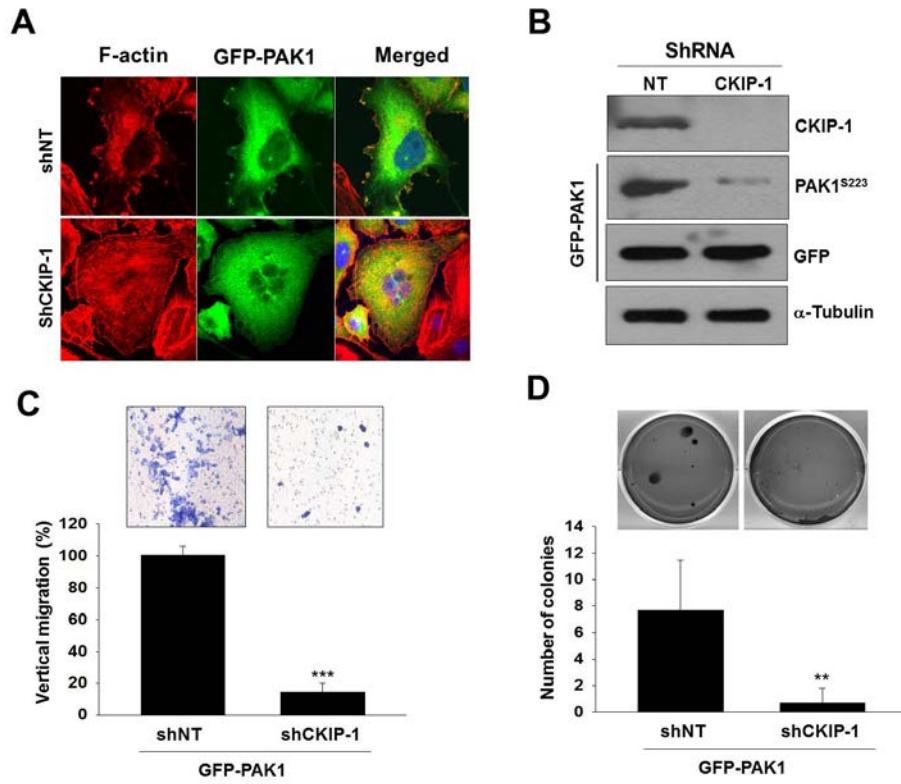 A
F-actin
GFP-PAK1
Merged
shNT
ShCKIP-1
B
ShRNA
NT
CKIP-1
CKIP-1
GFP-PAK1
PAK1S223
GFP
α-Tubulin
C
Vertical migration (%)
120
100
80
60
40
20
0
***
shNT
shCKIP-1
GFP-PAK1
D
Number of colonies
14
12
10
8
6
4
2
0
**
shNT
shCKIP-1
GFP-PAK1